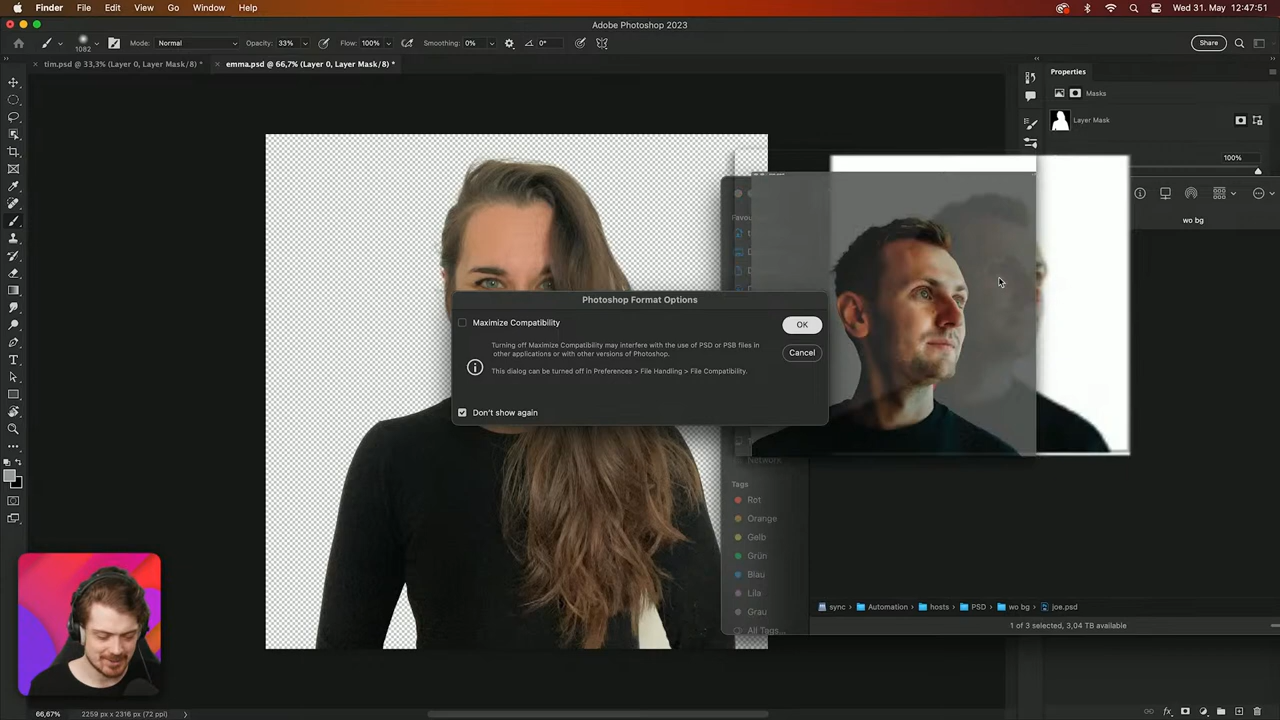 Finder File Edit View Go Window Help
Wed 31. May 12:47:51
Adobe Photoshop 2023
Mode: Normal Opacity: 33% Flow: 100% Smoothing: 0% 0°
Share
1082
tim.psd @ 33,3% (Layer 0, Layer Mask/8) *
emma.psd @ 66,7% (Layer 0, Layer Mask/8) *
Properties
Masks
Layer Mask
100%
wo bg
Photoshop Format Options
Maximize Compatibility
OK
Turning off Maximize Compatibility may interfere with the use of PSD or PSB files in
other applications or with other versions of Photoshop.
Cancel
This dialog can be turned off in Preferences > File Handling > File Compatibility.
Don't show again
Network
Tags
Rot
Orange
Gelb
Grün
Blau
Lila
Grau
All Tags...
sync › Automation › hosts › PSD › wo bg › joe.psd
1 of 3 selected, 3,04 TB available
66,67% 2259 px x 2316 px (72 ppi)